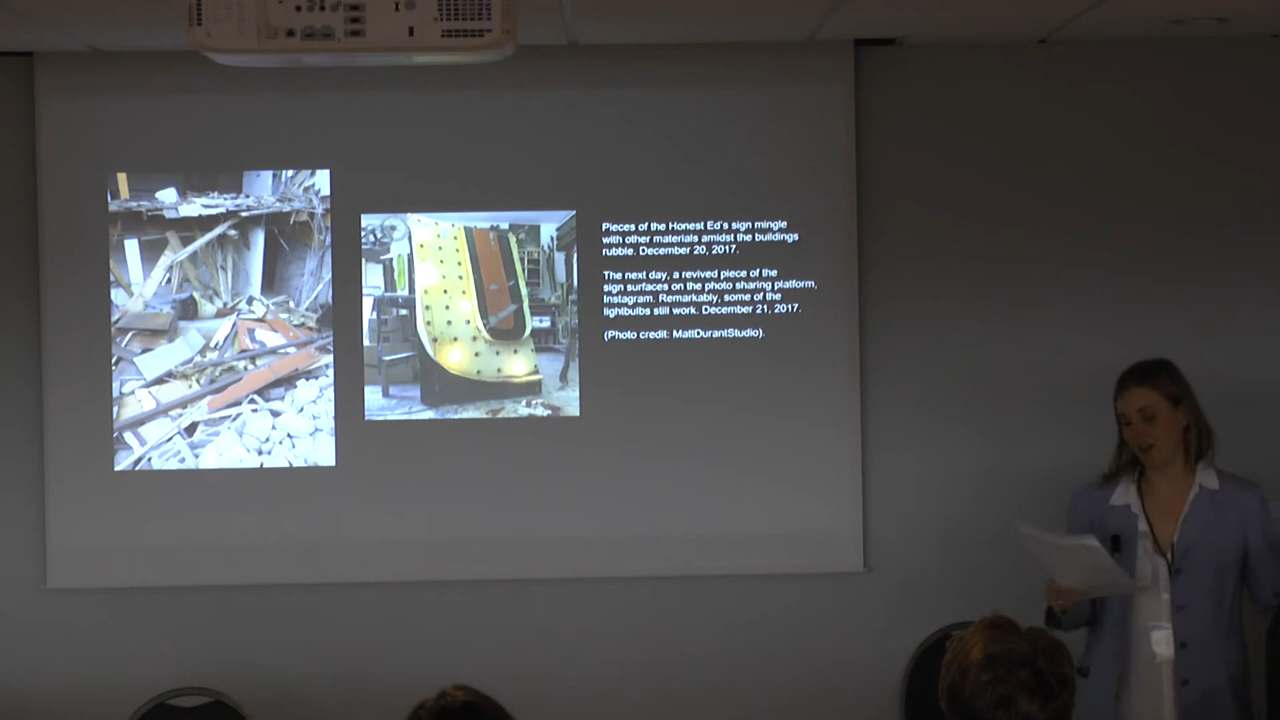 Pieces of the Honest Ed's sign mingle
with other materials amidst the buildings
rubble. December 20, 2017.
The next day, a revived piece of the
sign surfaces on the photo sharing platform,
Instagram. Remarkably, some of the
lightbulbs still work. December 21, 2017.
(Photo credit: MattDurantStudio).